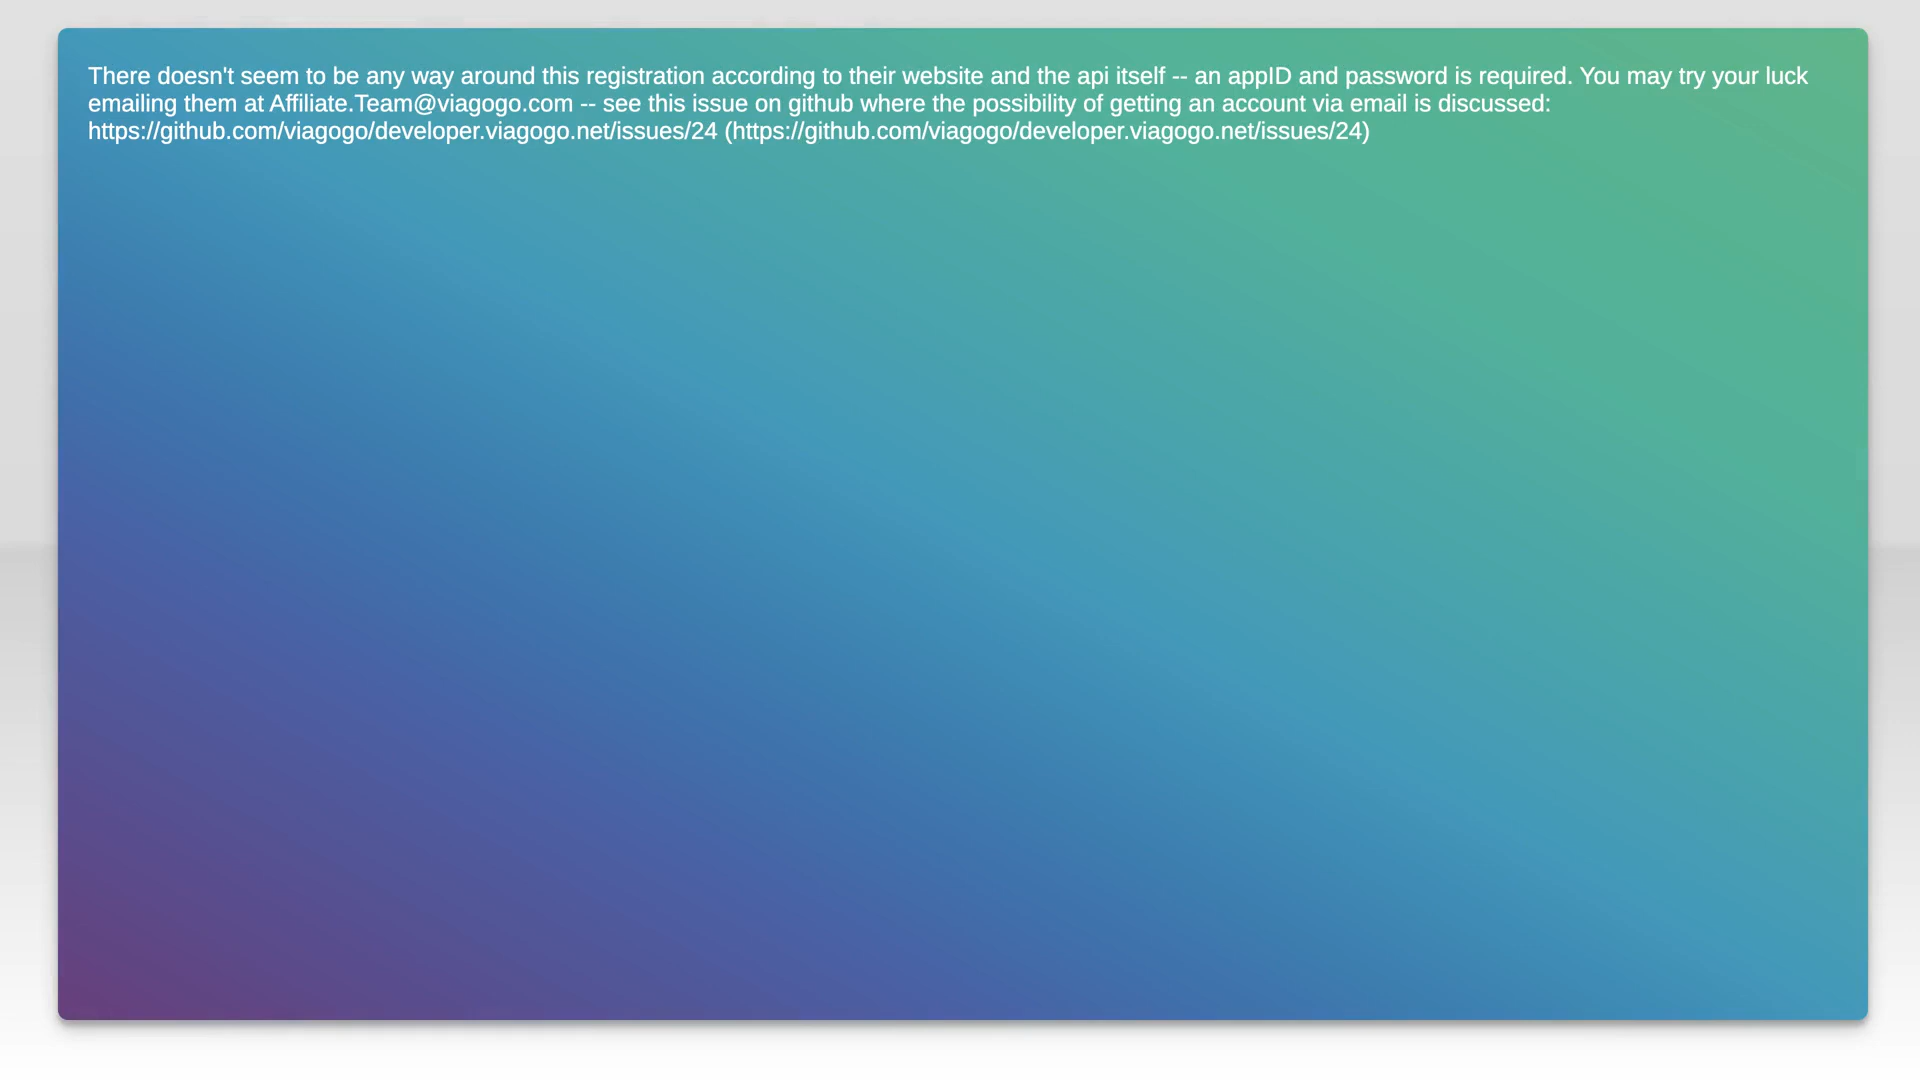 There doesn't seem to be any way around this registration according to their website and the api itself -- an appID and password is required. You may try your luck
emailing them at Affiliate.Team@viagogo.com -- see this issue on github where the possibility of getting an account via email is discussed:
https://github.com/viagogo/developer.viagogo.net/issues/24 (https://github.com/viagogo/developer.viagogo.net/issues/24)